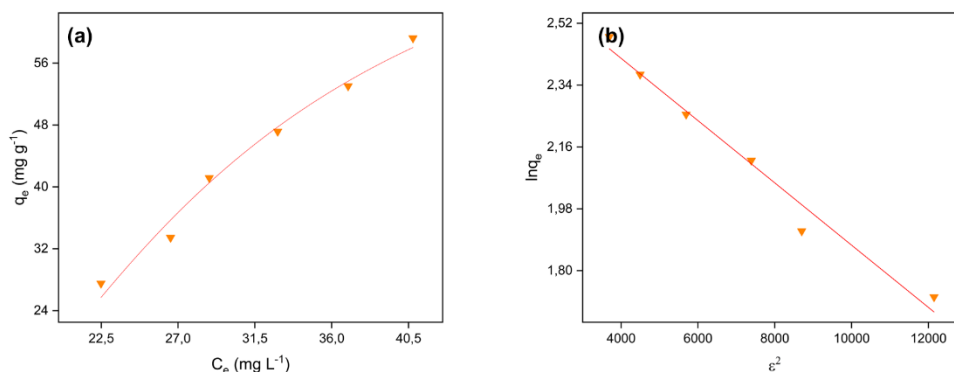 (a)
56
48
40
32
24
qₑ (mg g⁻¹)
22,5 27,0 31,5 36,0 40,5
Cₑ (mg L⁻¹)
(b)
2,52
2,34
2,16
1,98
1,80
lnqₑ
4000 6000 8000 10000 12000
ε²